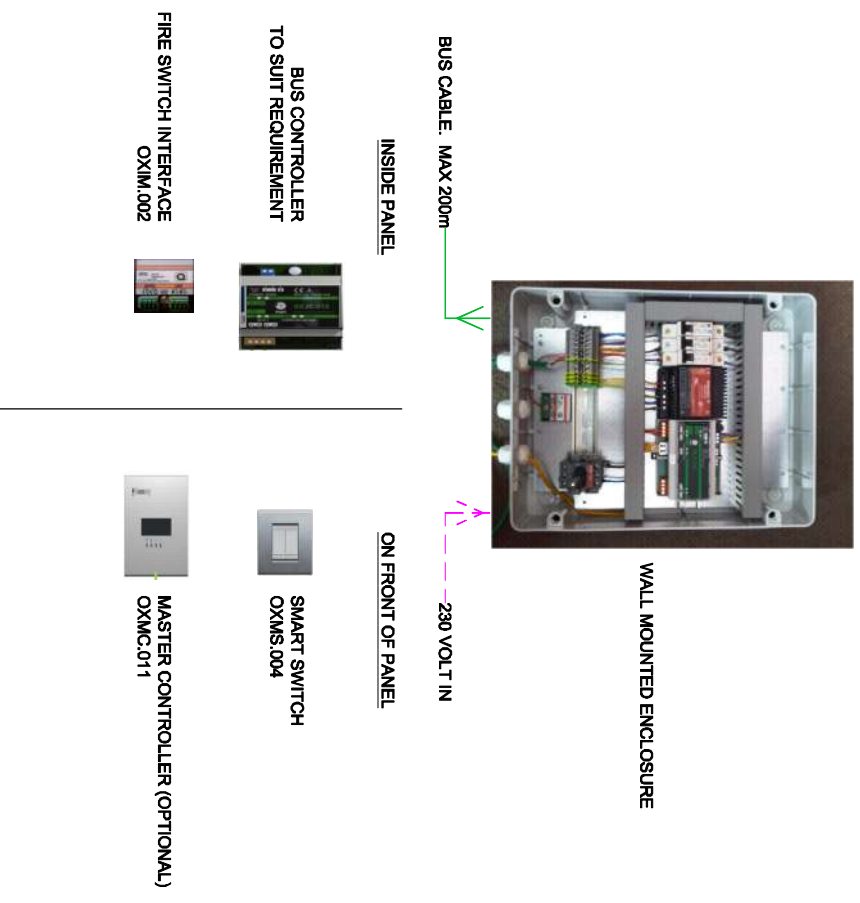 WALL MOUNTED ENCLOSURE
BUS CABLE.  MAX 200m
230 VOLT IN
INSIDE PANEL
ON FRONT OF PANEL
BUS CONTROLLER
TO SUIT REQUIREMENT
SMART SWITCH
OXMS.004
FIRE SWITCH INTERFACE
OXIM.002
MASTER CONTROLLER (OPTIONAL)
OXMC.011